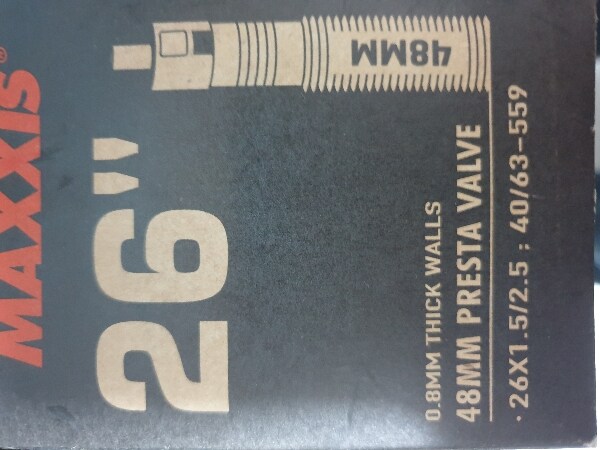 MAXXIS®
26"
48MM
0.8MM THICK WALLS
48MM PRESTA VALVE
·26X1.5/2.5 ; 40/63-559